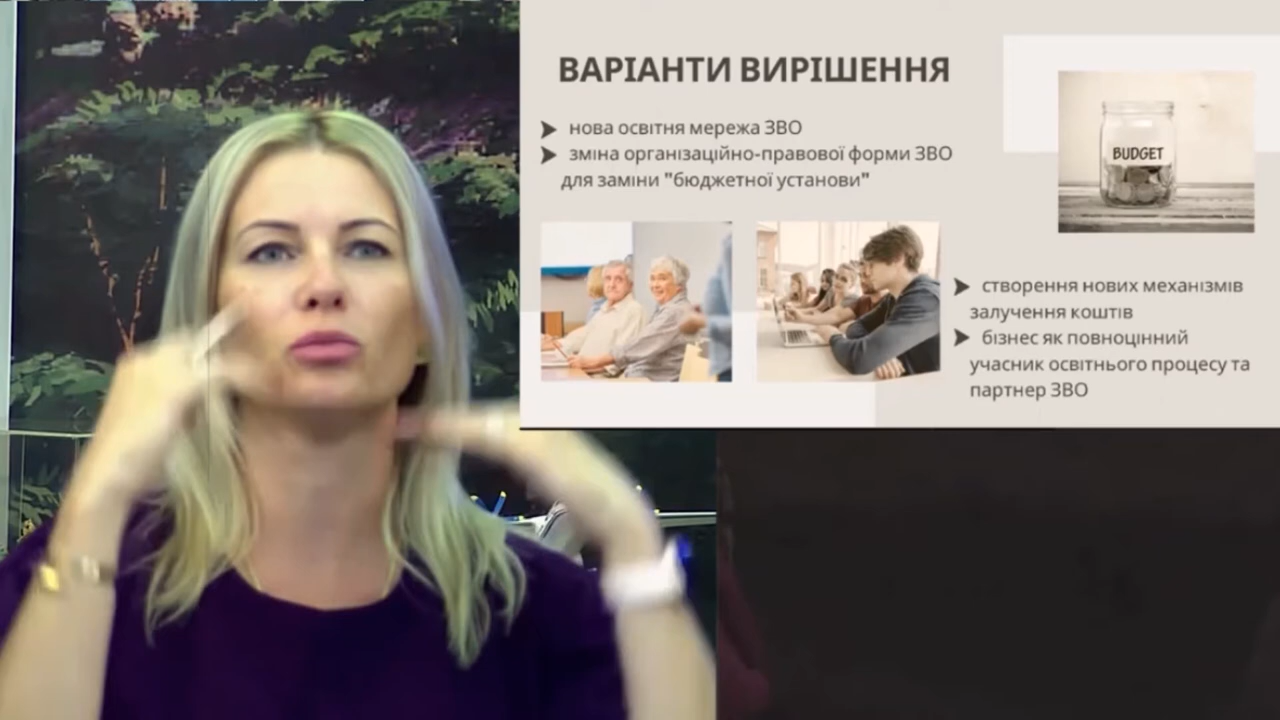 ВАРІАНТИ ВИРІШЕННЯ
нова освітня мережа ЗВО
зміна організаційно-правової форми ЗВО
для заміни "бюджетної установи"
BUDGET
створення нових механізмів
залучення коштів
бізнес як повноцінний
учасник освітнього процесу та
партнер ЗВО